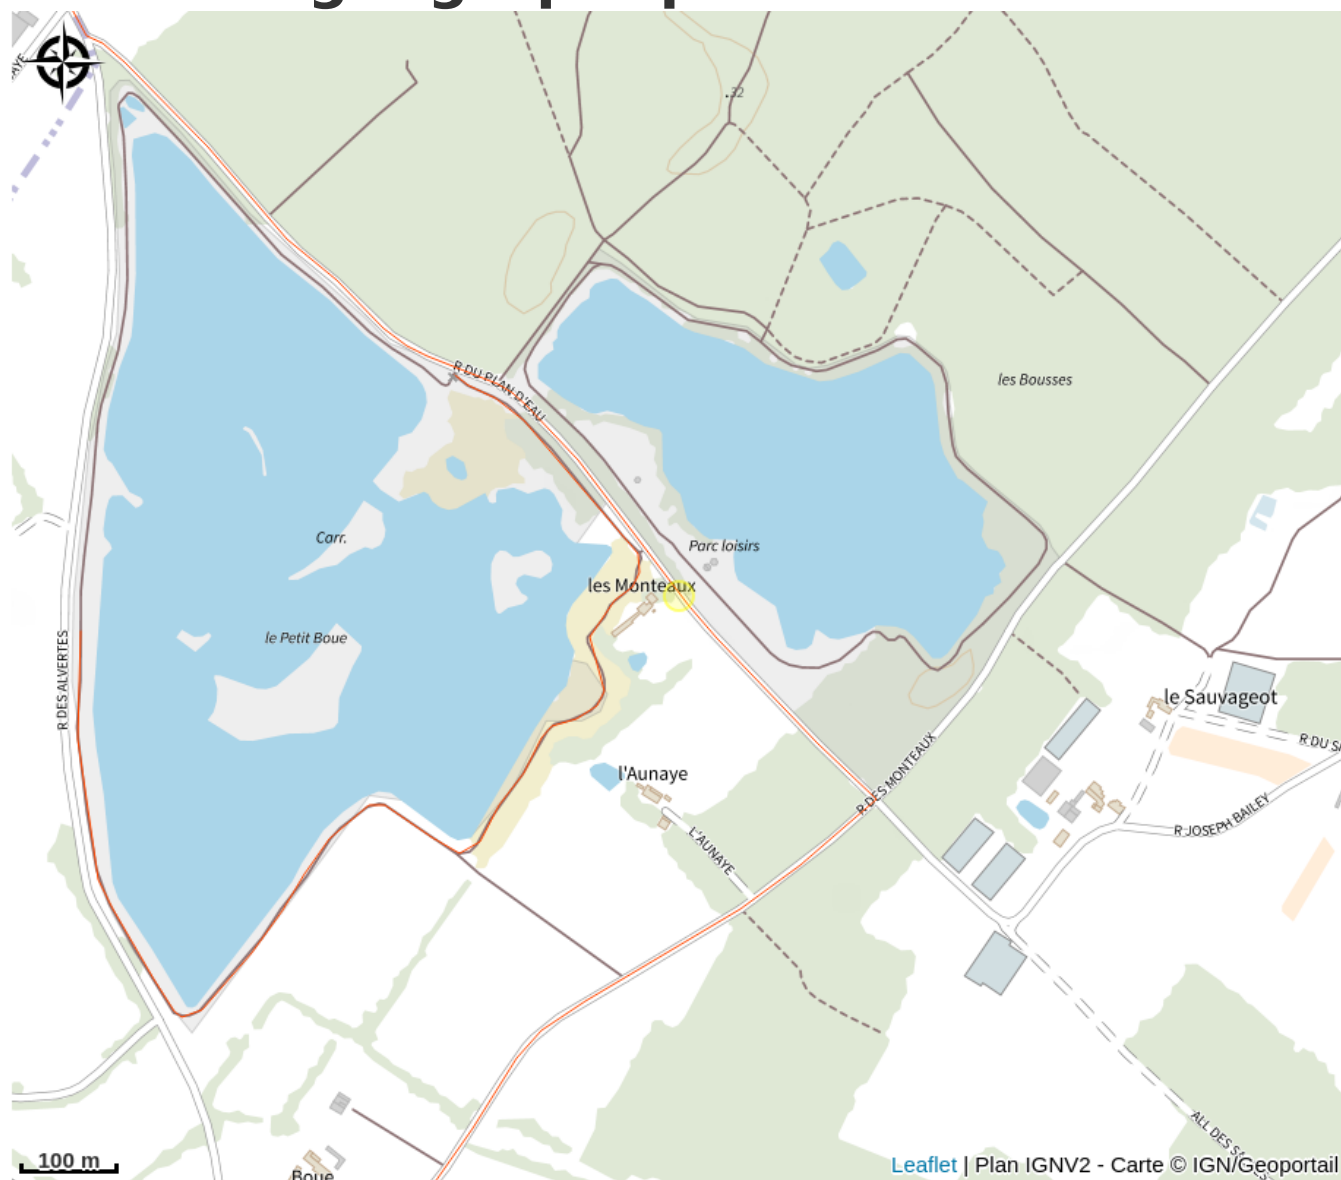 32
R DU PLAN D'EAU
les Bousses
Carr.
Parc loisirs
les Monteaux
le Petit Boue
R DES ALVERTES
le Sauvageot
l'Aunaye
R DES MONTEAUX
R JOSEPH BAILEY
L'AUNAYE
100 m
Boue
Leaflet | Plan IGNV2 - Carte © IGN/Geoportail